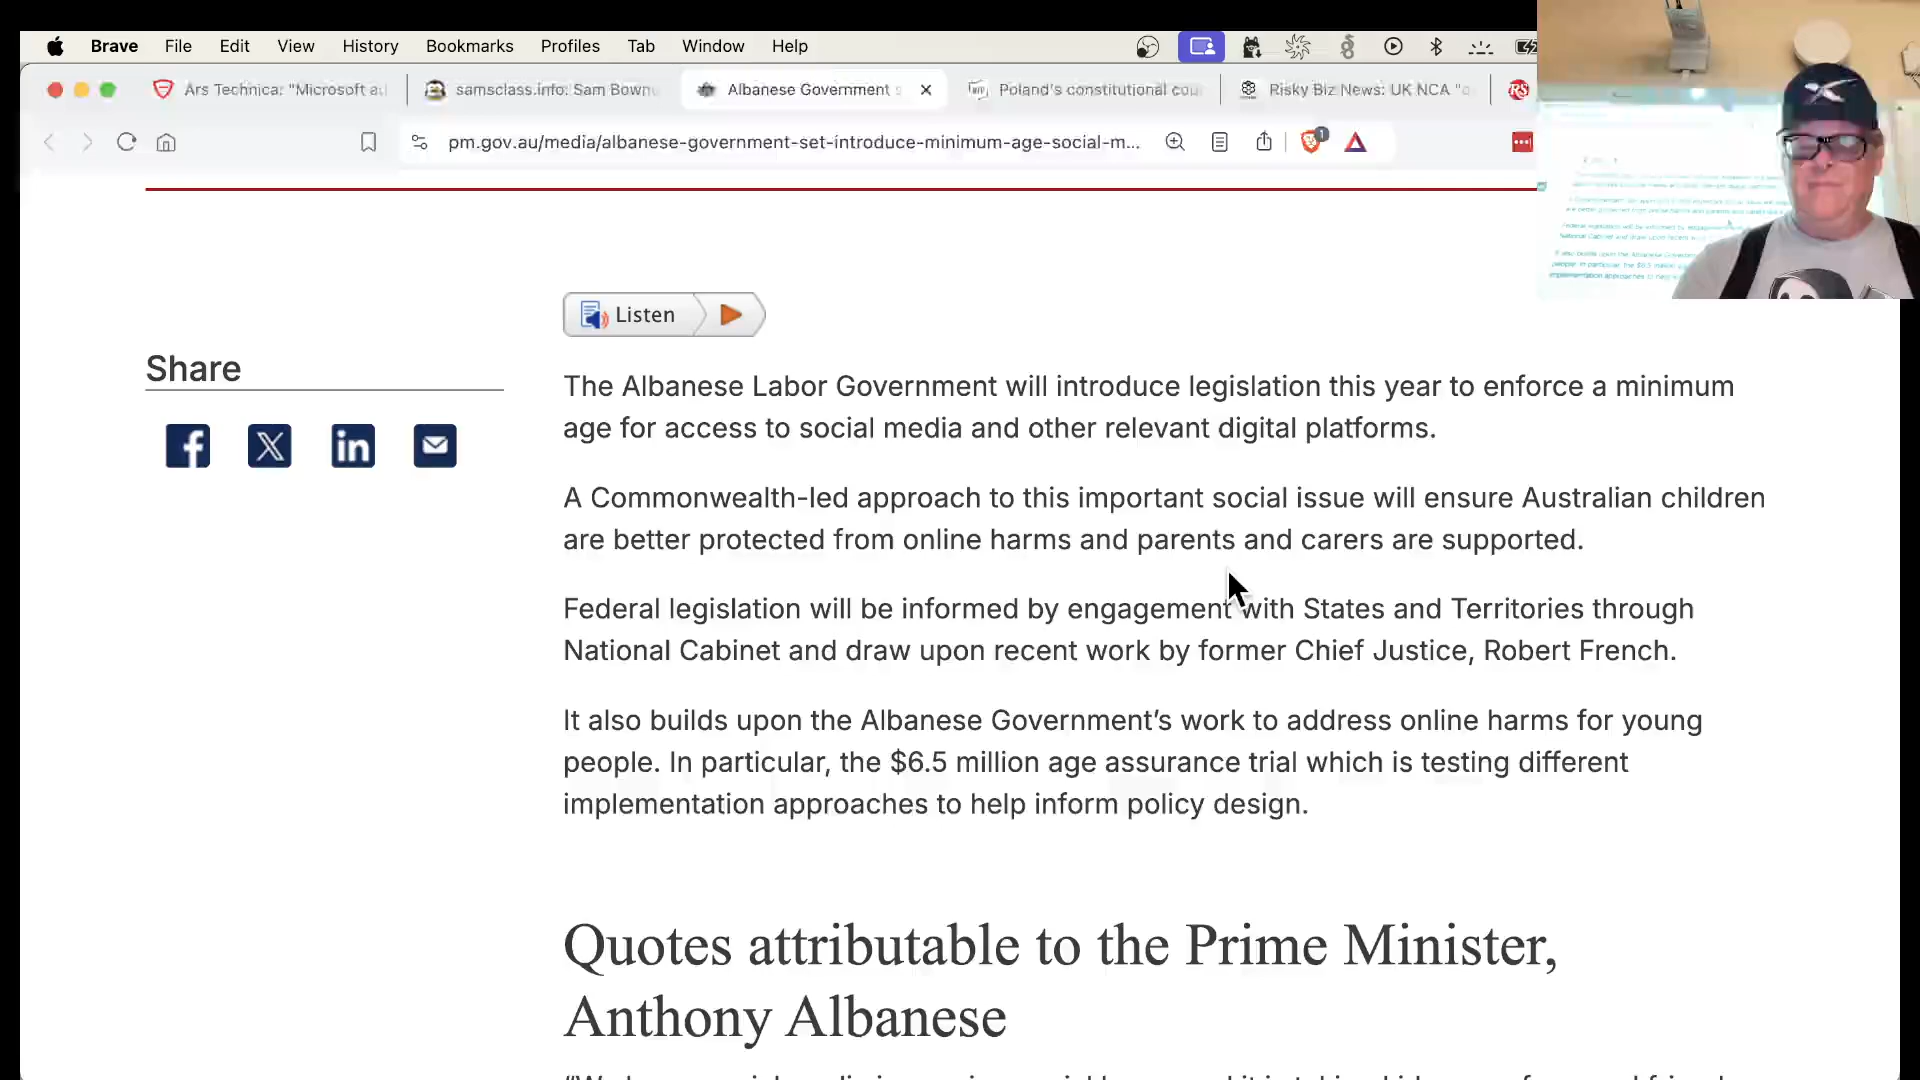 Brave File Edit View History Bookmarks Profiles Tab Window Help
Ars Technica: "Microsoft au
samsclass.info: Sam Bown
Albanese Government s
Poland's constitutional cou
Risky Biz News: UK NCA "o
pm.gov.au/media/albanese-government-set-introduce-minimum-age-social-m...
1
Listen
Share
The Albanese Labor Government will introduce legislation this year to enforce a minimum
age for access to social media and other relevant digital platforms.
A Commonwealth-led approach to this important social issue will ensure Australian children
are better protected from online harms and parents and carers are supported.
Federal legislation will be informed by engagement with States and Territories through
National Cabinet and draw upon recent work by former Chief Justice, Robert French.
It also builds upon the Albanese Government’s work to address online harms for young
people. In particular, the $6.5 million age assurance trial which is testing different
implementation approaches to help inform policy design.
Quotes attributable to the Prime Minister,
Anthony Albanese